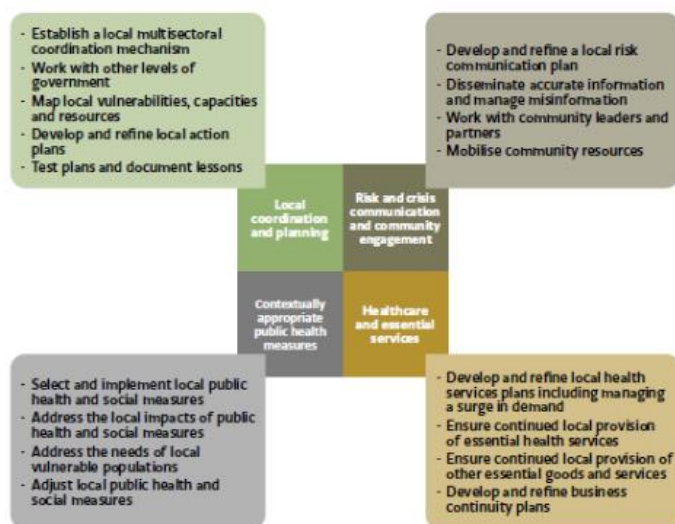 - Establish a local multisectoral
coordination mechanism
- Work with other levels of
government
- Map local vulnerabilities, capacities
and resources
- Develop and refine local action
plans
- Test plans and document lessons
- Develop and refine a local risk
communication plan
- Disseminate accurate information
and manage misinformation
- Work with community leaders and
partners
- Mobilise community resources
Local
coordination
and planning
Risk and crisis
communication
and community
engagement
Contextually
appropriate
public health
measures
Healthcare
and essential
services
- Select and implement local public
health and social measures
- Address the local impacts of public
health and social measures
- Address the needs of local
vulnerable populations
- Adjust local public health and
social measures
- Develop and refine local health
services plans including managing
a surge in demand
- Ensure continued local provision
of essential health services
- Ensure continued local provision of
other essential goods and services
- Develop and refine business
continuity plans